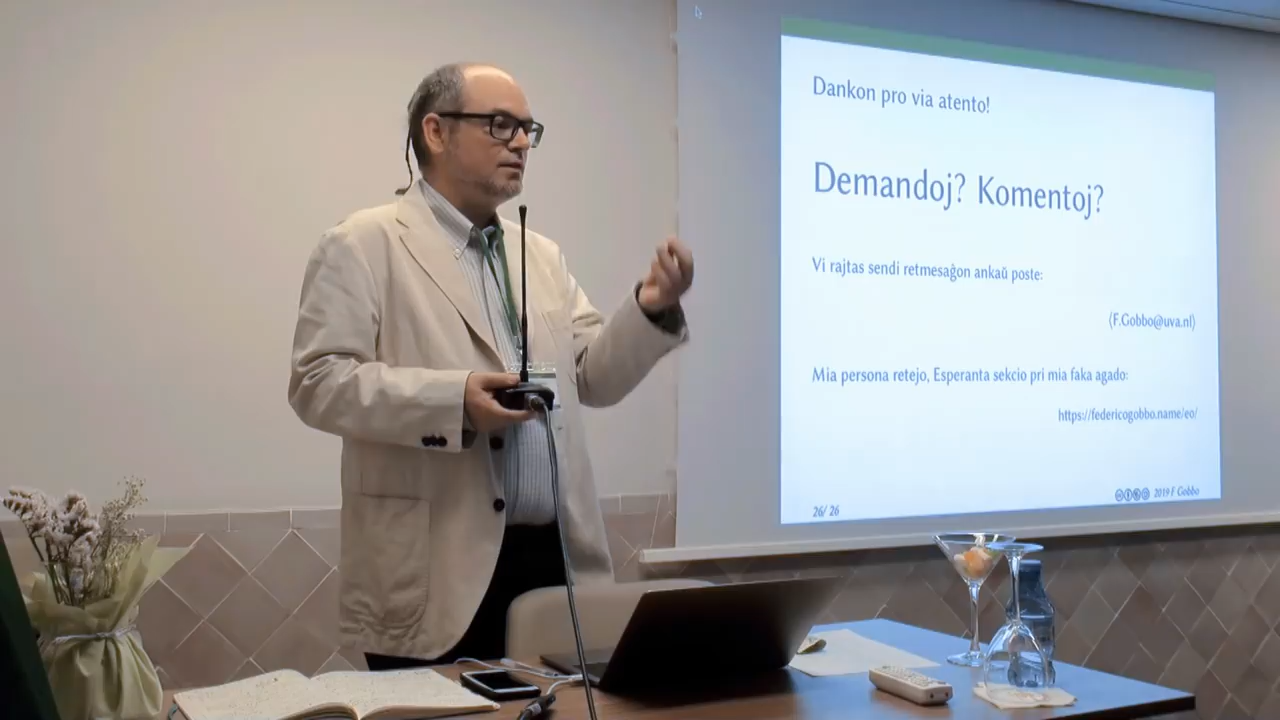 Dankon pro via atento!
Demandoj? Komentoj?
Vi rajtas sendi retmesaĝon ankaŭ poste:
⟨F.Gobbo@uva.nl⟩
Mia persona retejo, Esperanta sekcio pri mia faka agado:
https://federicogobbo.name/eo/
2019 F Gobbo
26/ 26